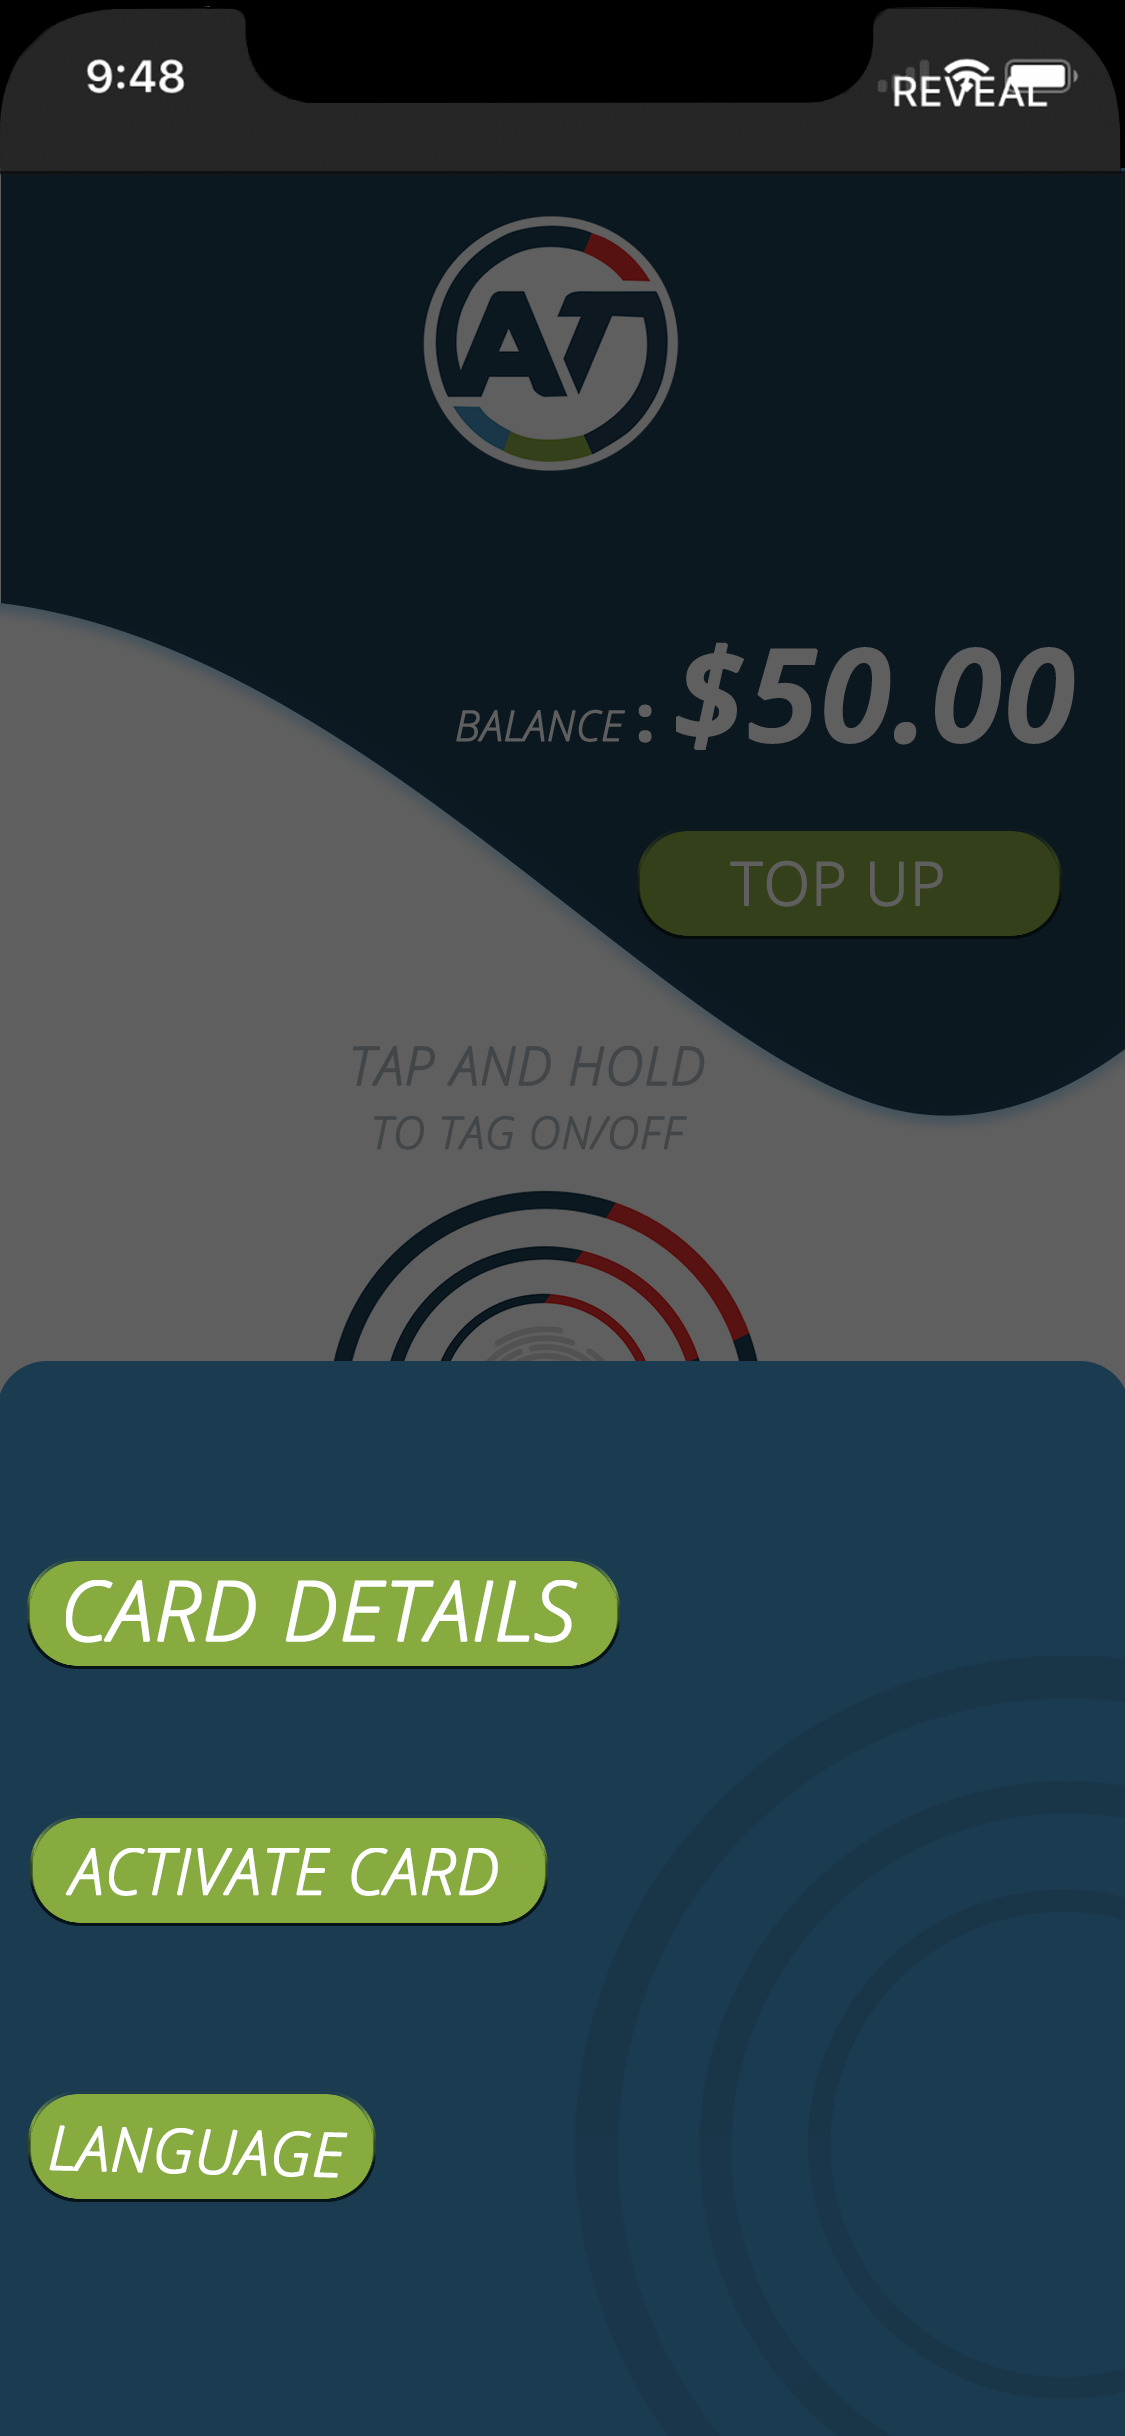 9:48
REVEAL
AT
BALANCE : $50.00
TOP UP
TAP AND HOLD
TO TAG ON/OFF
CARD DETAILS
ACTIVATE CARD
LANGUAGE